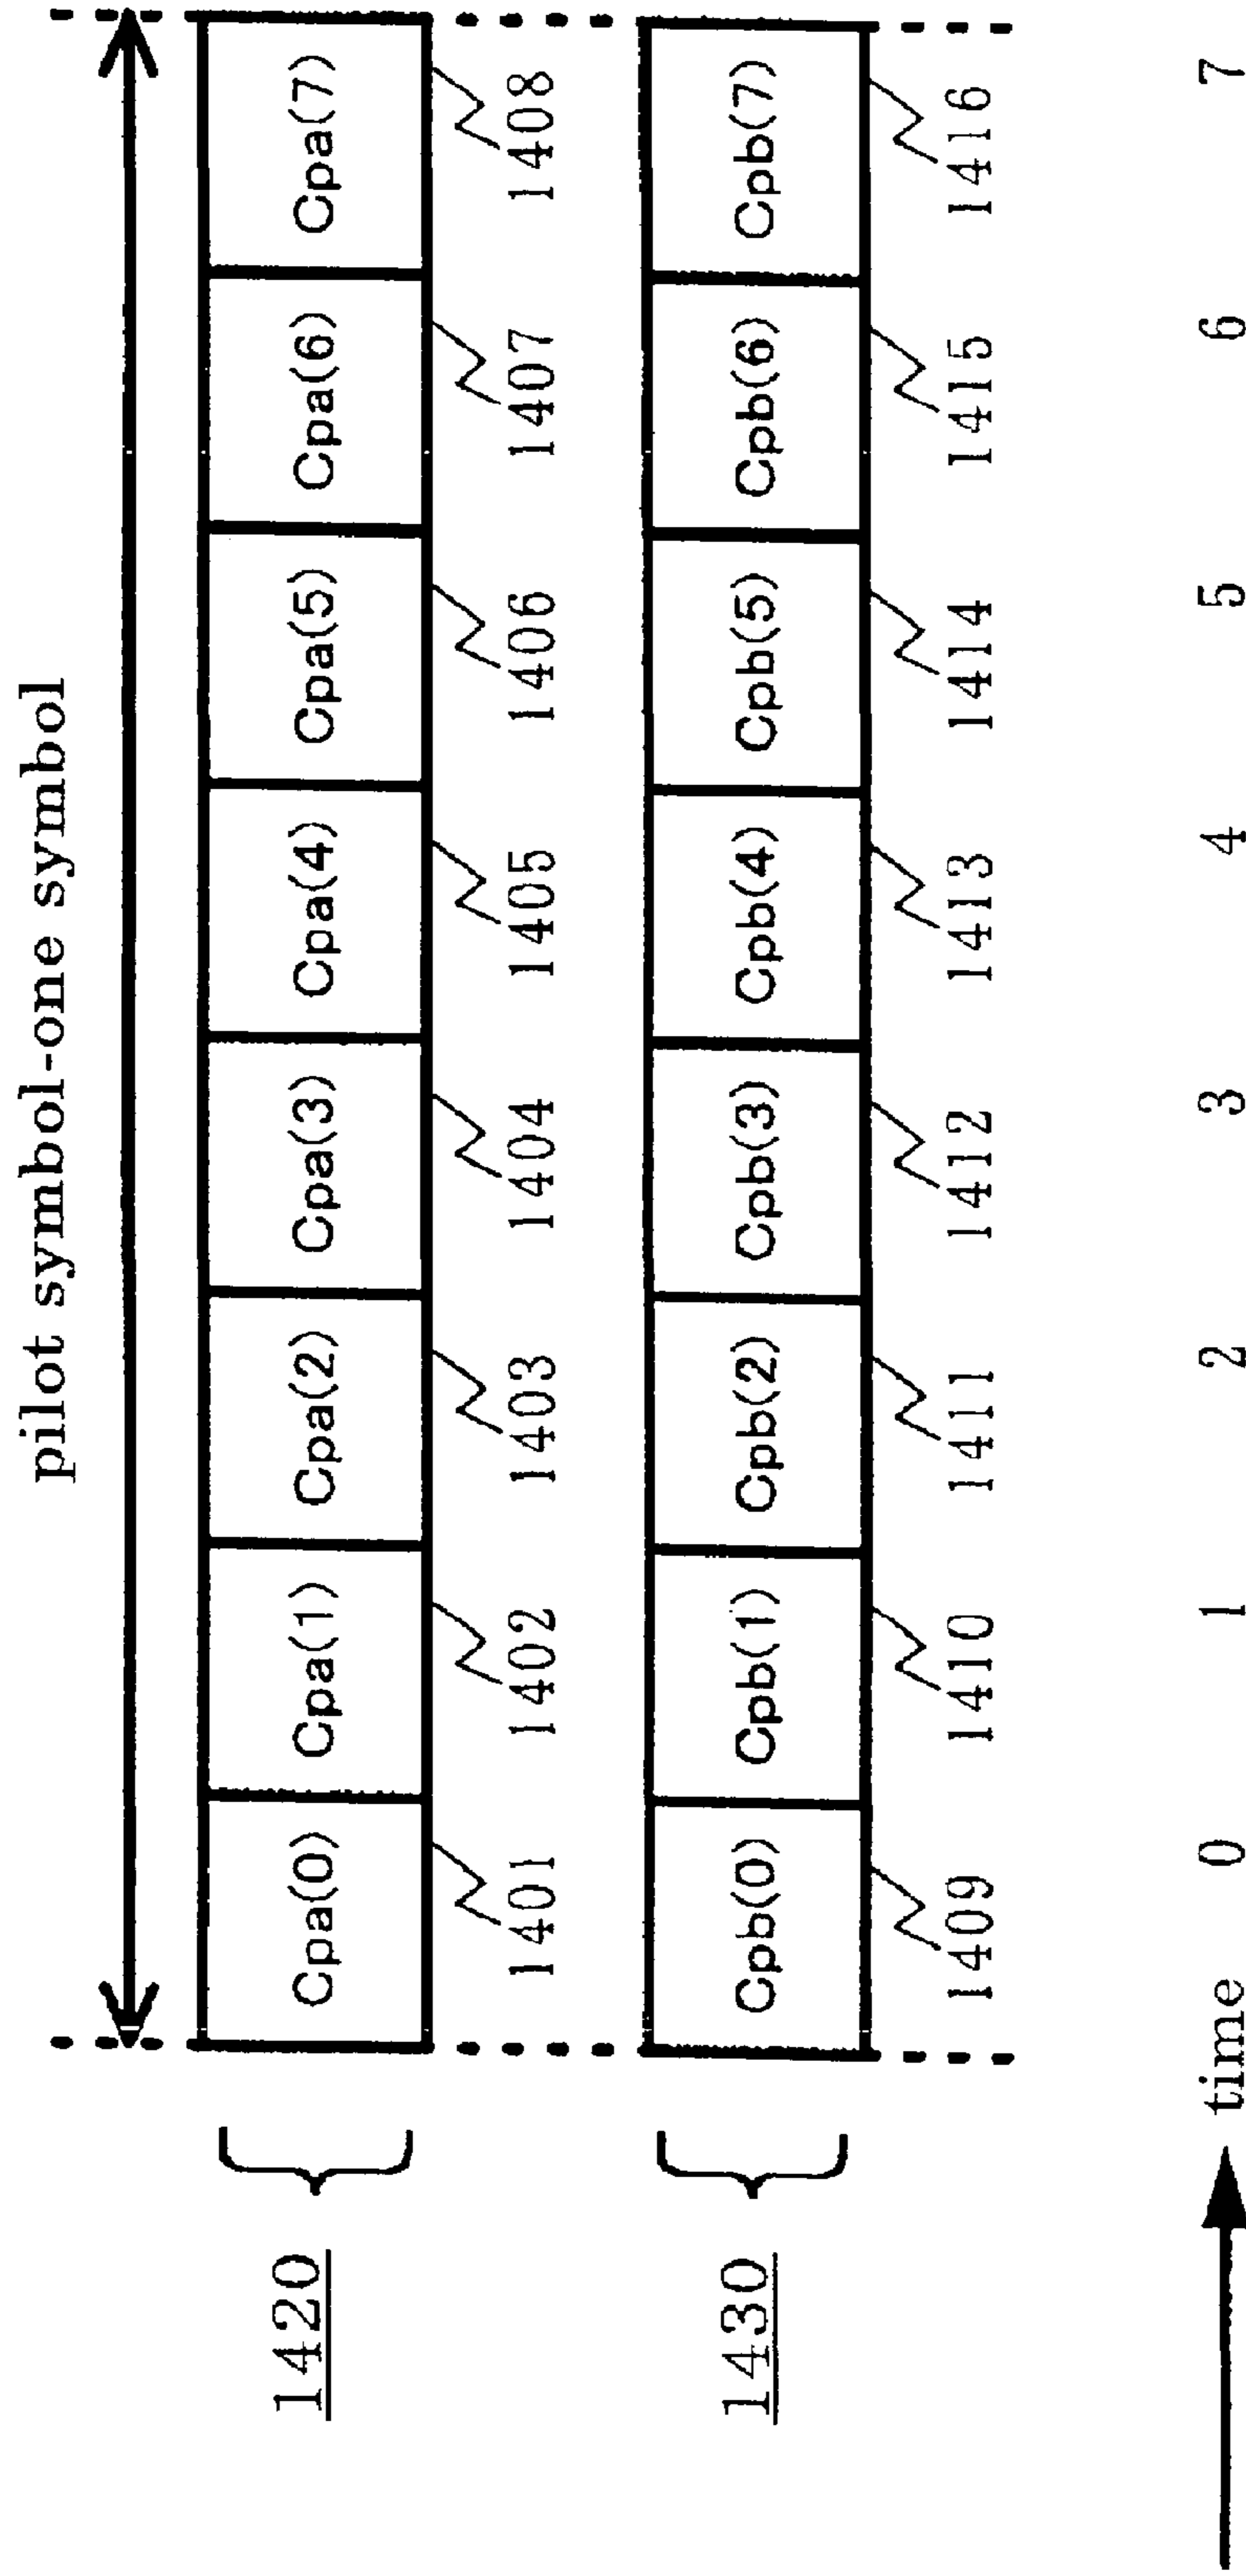 pilot symbol-one symbol
1420 Cpa(0) Cpa(1) Cpa(2) Cpa(3) Cpa(4) Cpa(5) Cpa(6) Cpa(7)
1401 1402 1403 1404 1405 1406 1407 1408
1430 Cpb(0) Cpb(1) Cpb(2) Cpb(3) Cpb(4) Cpb(5) Cpb(6) Cpb(7)
1409 1410 1411 1412 1413 1414 1415 1416
time 0 1 2 3 4 5 6 7